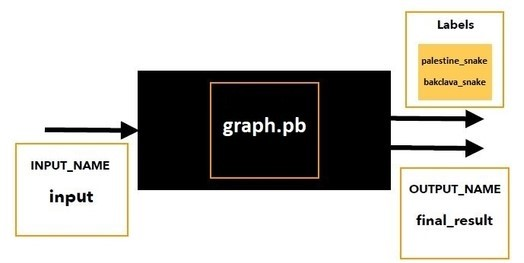 Labels
palestine_snake
bakclava_snake
graph.pb
INPUT_NAME
input
OUTPUT_NAME
final_result